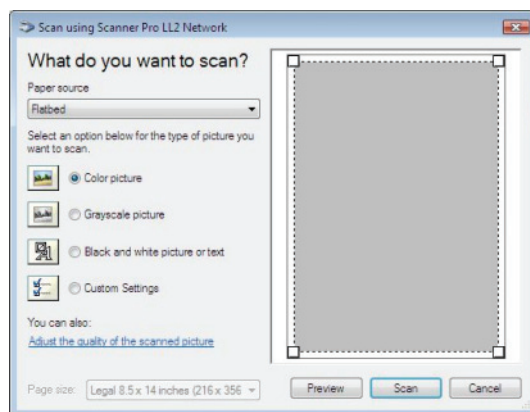 Scan using Scanner Pro LL2 Network
What do you want to scan?
Paper source
Flatbed
Select an option below for the type of picture you
want to scan.
Color picture
Grayscale picture
Black and white picture or text
Custom Settings
You can also:
Adjust the quality of the scanned picture
Page size: Legal 8.5 x 14 inches (216 x 356
Preview Scan Cancel